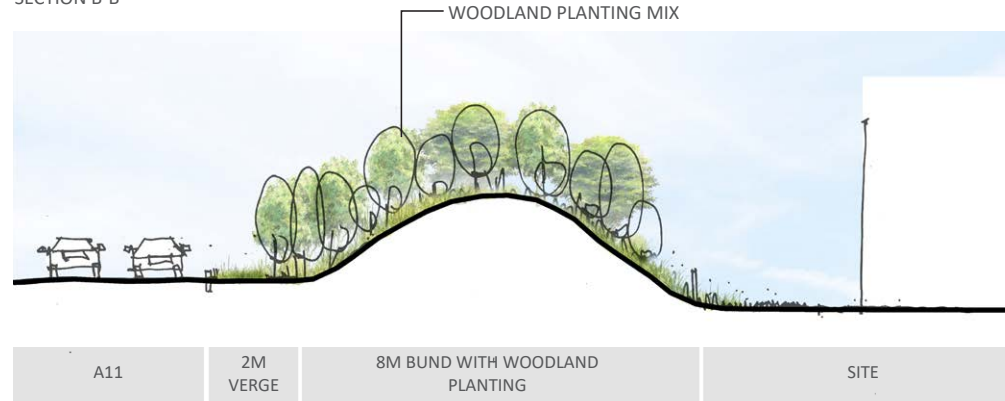 SECTION B-B
WOODLAND PLANTING MIX
A11
2M
VERGE
8M BUND WITH WOODLAND
PLANTING
SITE